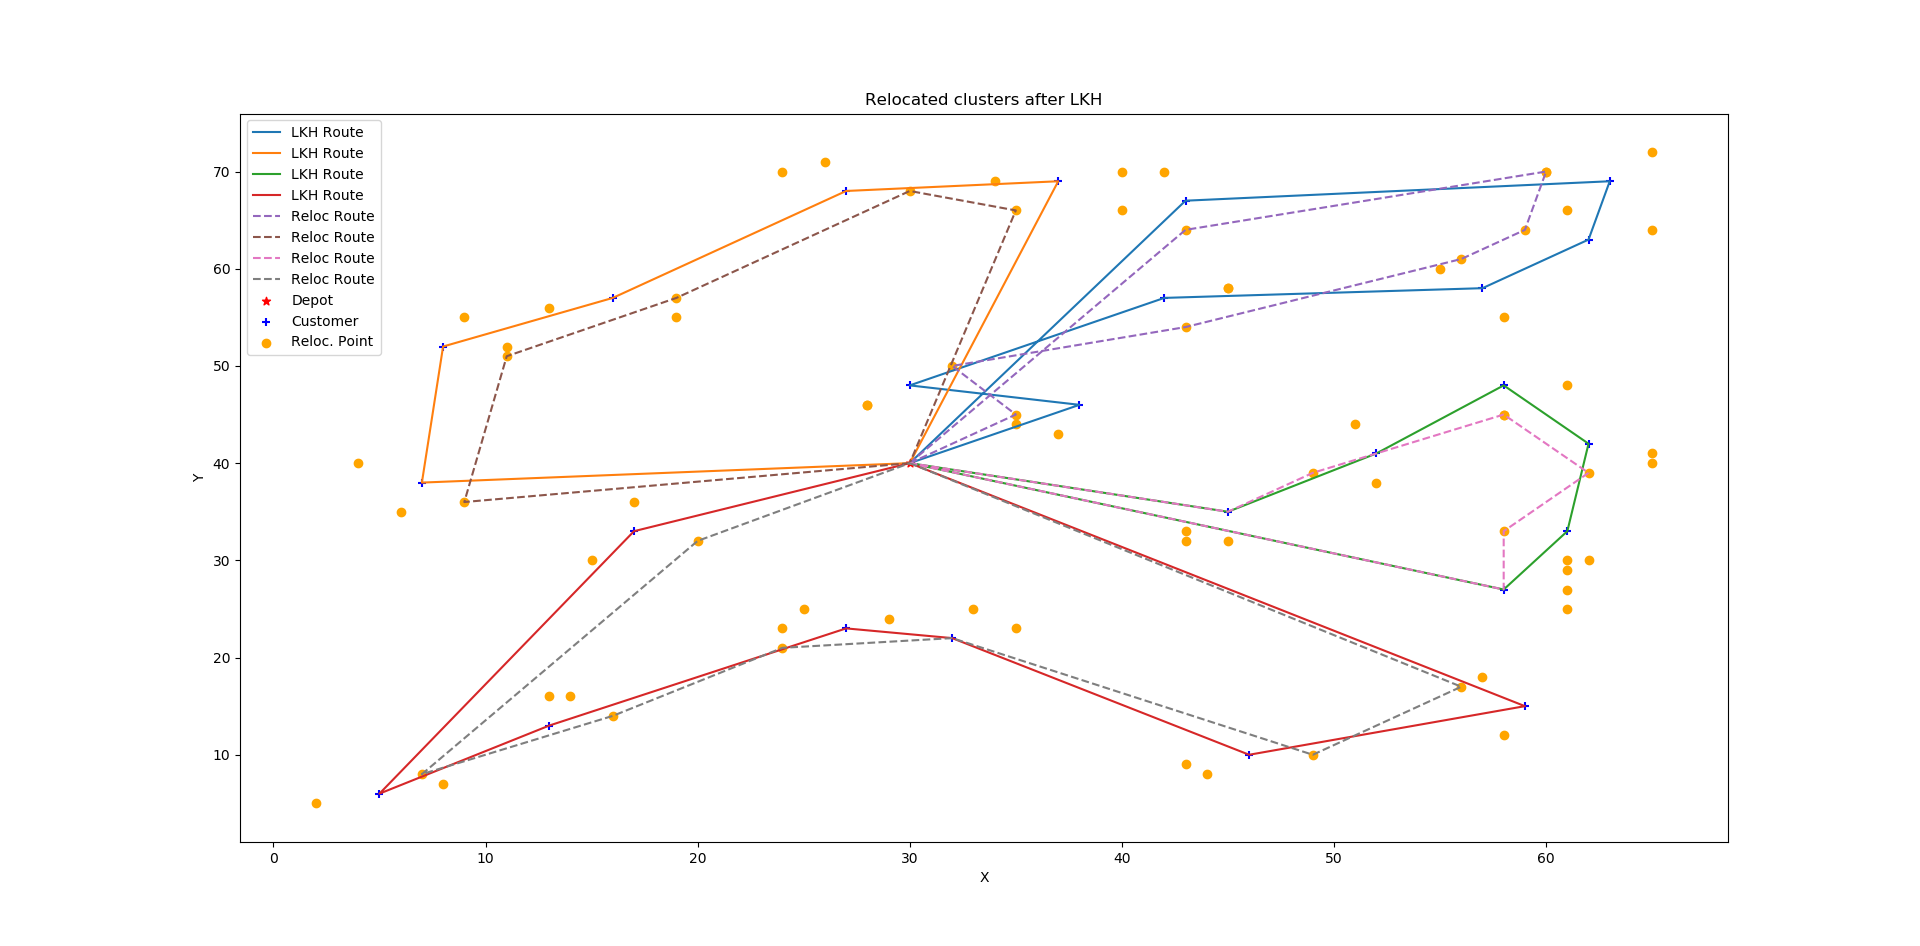 Relocated clusters after LKH
LKH Route
LKH Route
LKH Route
LKH Route
Reloc Route
Reloc Route
Reloc Route
Reloc Route
Depot
Customer
Reloc. Point
70
60
50
40
30
20
10
Y
0 10 20 30 40 50 60
X